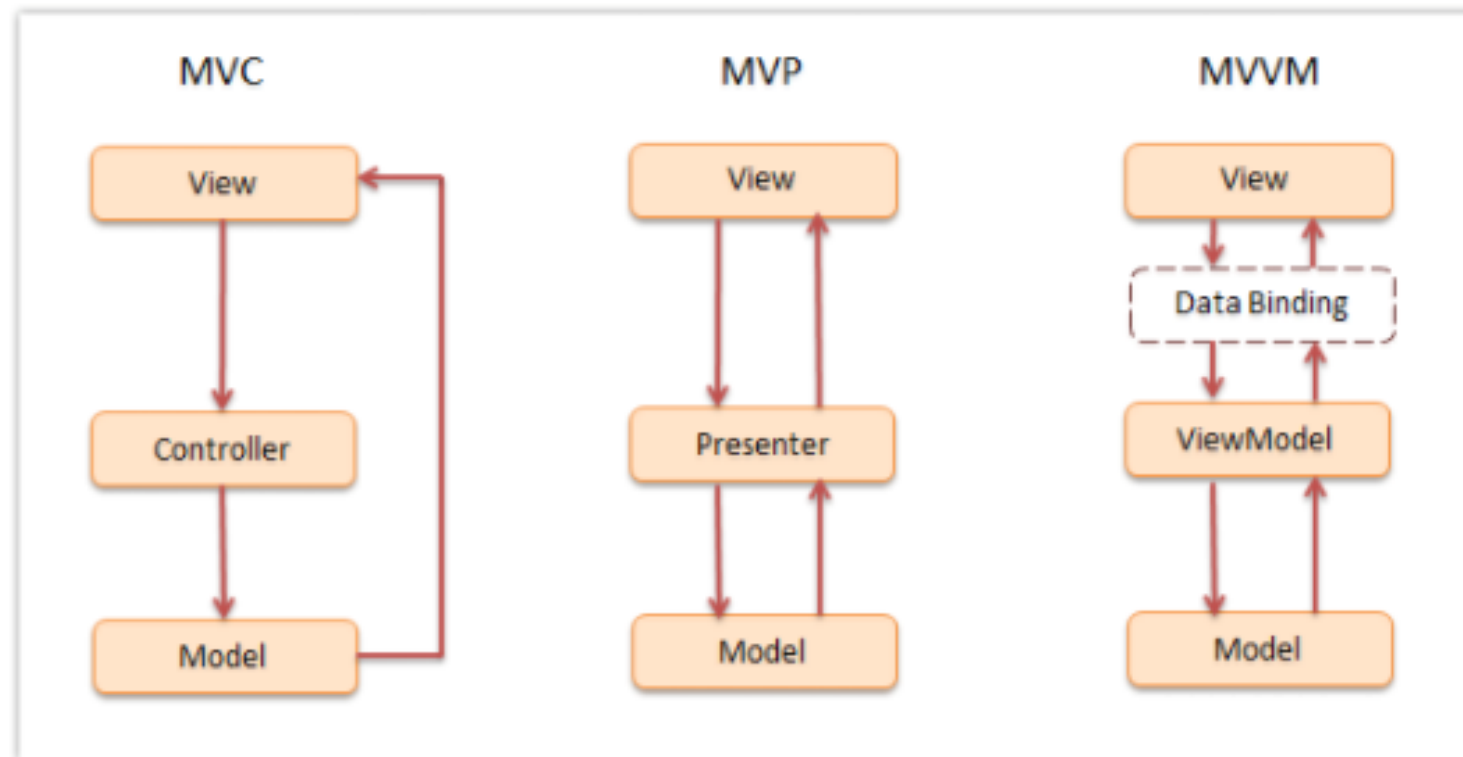 MVC
View
Controller
Model
MVP
View
Presenter
Model
MVVM
View
Data Binding
ViewModel
Model